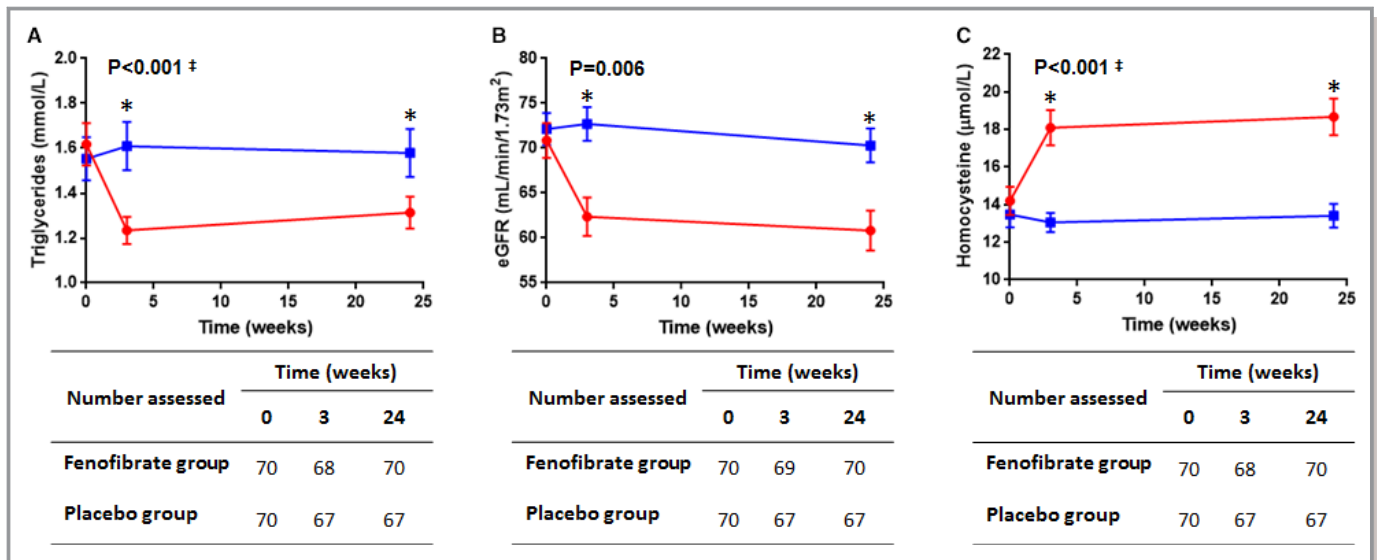 A
Triglycerides (mmol/L)
2.0
1.8
1.6
1.4
1.2
1.0
P<0.001 ‡
*
*
0 5 10 15 20 25
Time (weeks)
Number assessed
Time (weeks)
0 3 24
Fenofibrate group 70 68 70
Placebo group 70 67 67
B
eGFR (mL/min/1.73m²)
80
75
70
65
60
55
P=0.006
*
*
0 5 10 15 20 25
Time (weeks)
Number assessed
Time (weeks)
0 3 24
Fenofibrate group 70 69 70
Placebo group 70 67 67
C
Homocysteine (µmol/L)
22
20
18
16
14
12
10
P<0.001 ‡
*
*
0 5 10 15 20 25
Time (weeks)
Number assessed
Time (weeks)
0 3 24
Fenofibrate group 70 68 70
Placebo group 70 67 67